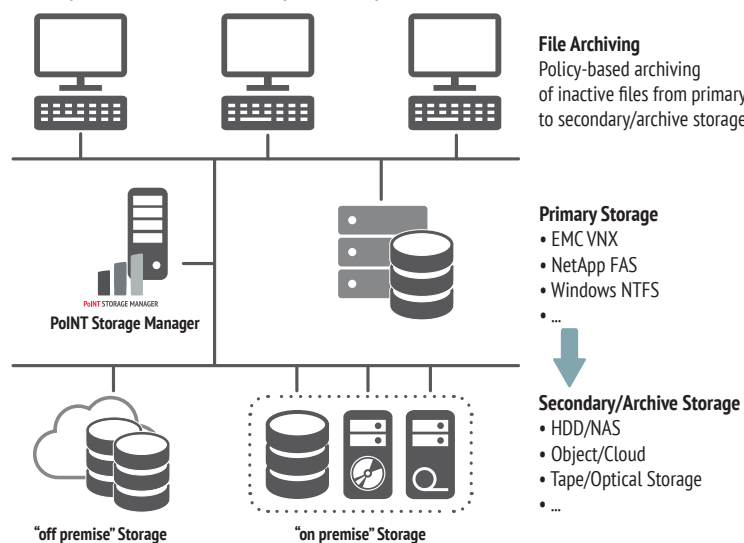 File Archiving
Policy-based archiving
of inactive files from primary
to secondary/archive storage
Primary Storage
• EMC VNX
• NetApp FAS
• Windows NTFS
• ...
PoINT STORAGE MANAGER
PoINT Storage Manager
Secondary/Archive Storage
• HDD/NAS
• Object/Cloud
• Tape/Optical Storage
• ...
"off premise" Storage
"on premise" Storage